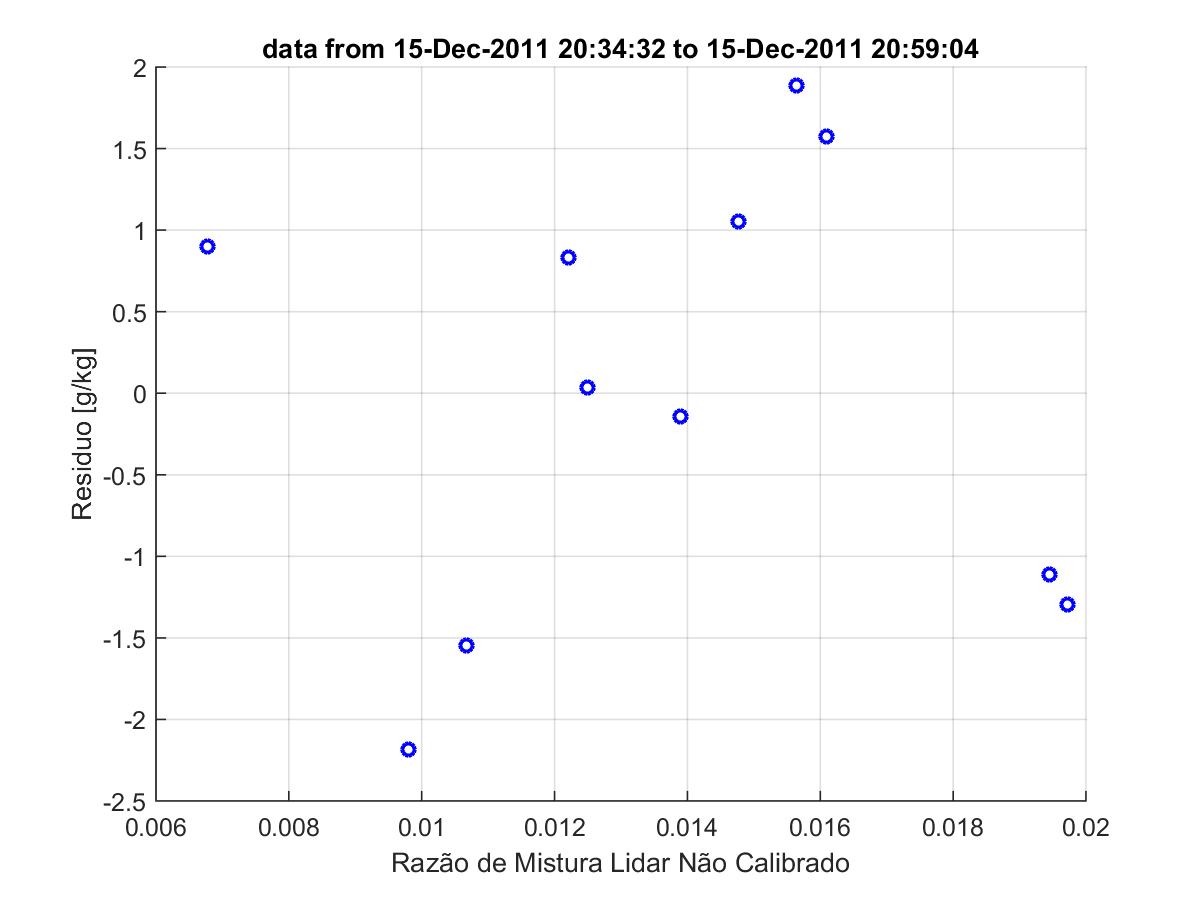 data from 15-Dec-2011 20:34:32 to 15-Dec-2011 20:59:04
2
1.5
1
0.5
0
-0.5
-1
-1.5
-2
-2.5
Residuo [g/kg]
0.006 0.008 0.01 0.012 0.014 0.016 0.018 0.02
Razão de Mistura Lidar Não Calibrado